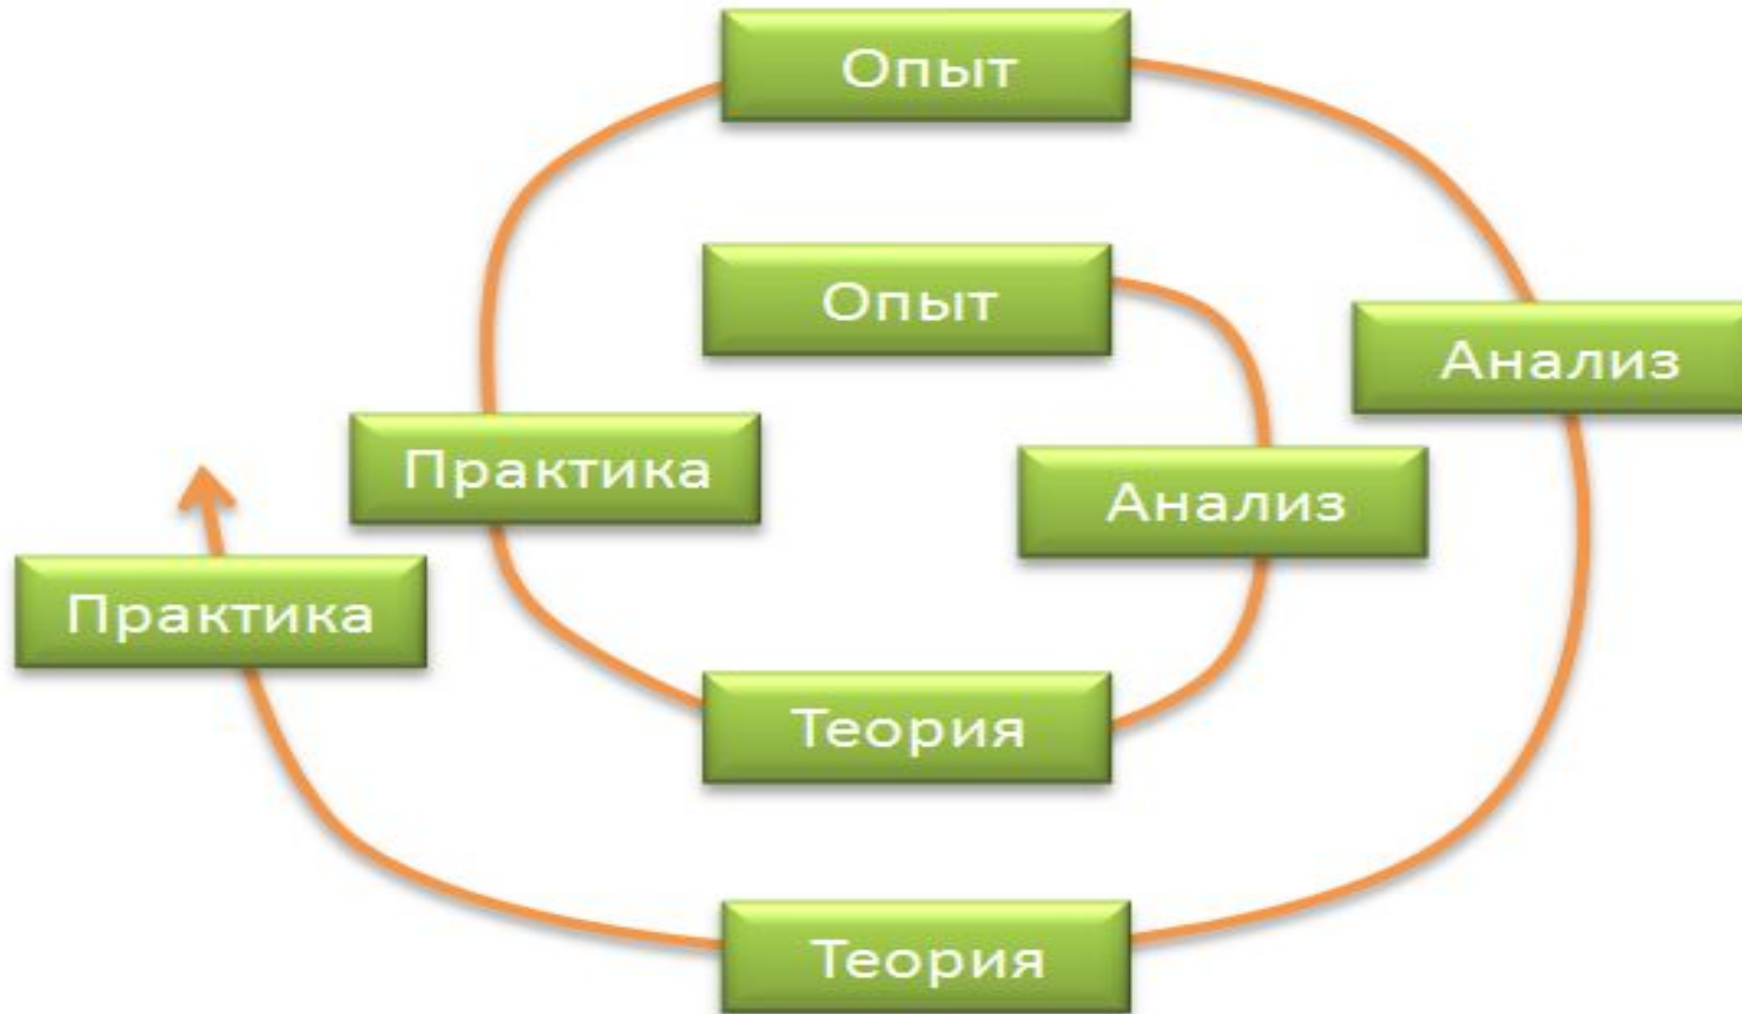 Опыт
Опыт
Анализ
Практика
Анализ
Практика
Теория
Теория